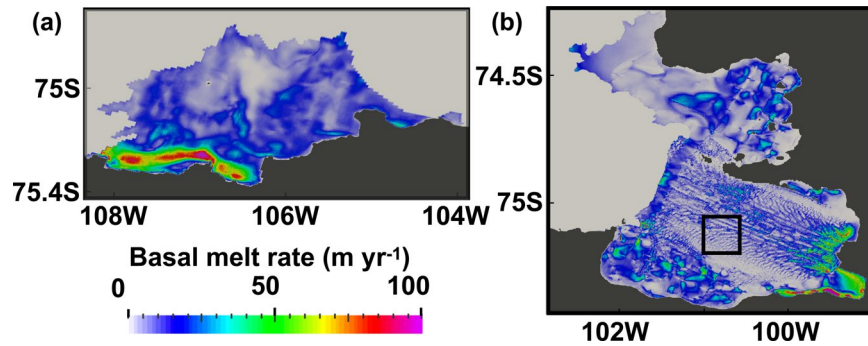 (a)
75S
75.4S
108W 106W 104W
Basal melt rate (m yr⁻¹)
0 50 100
(b)
74.5S
75S
102W 100W